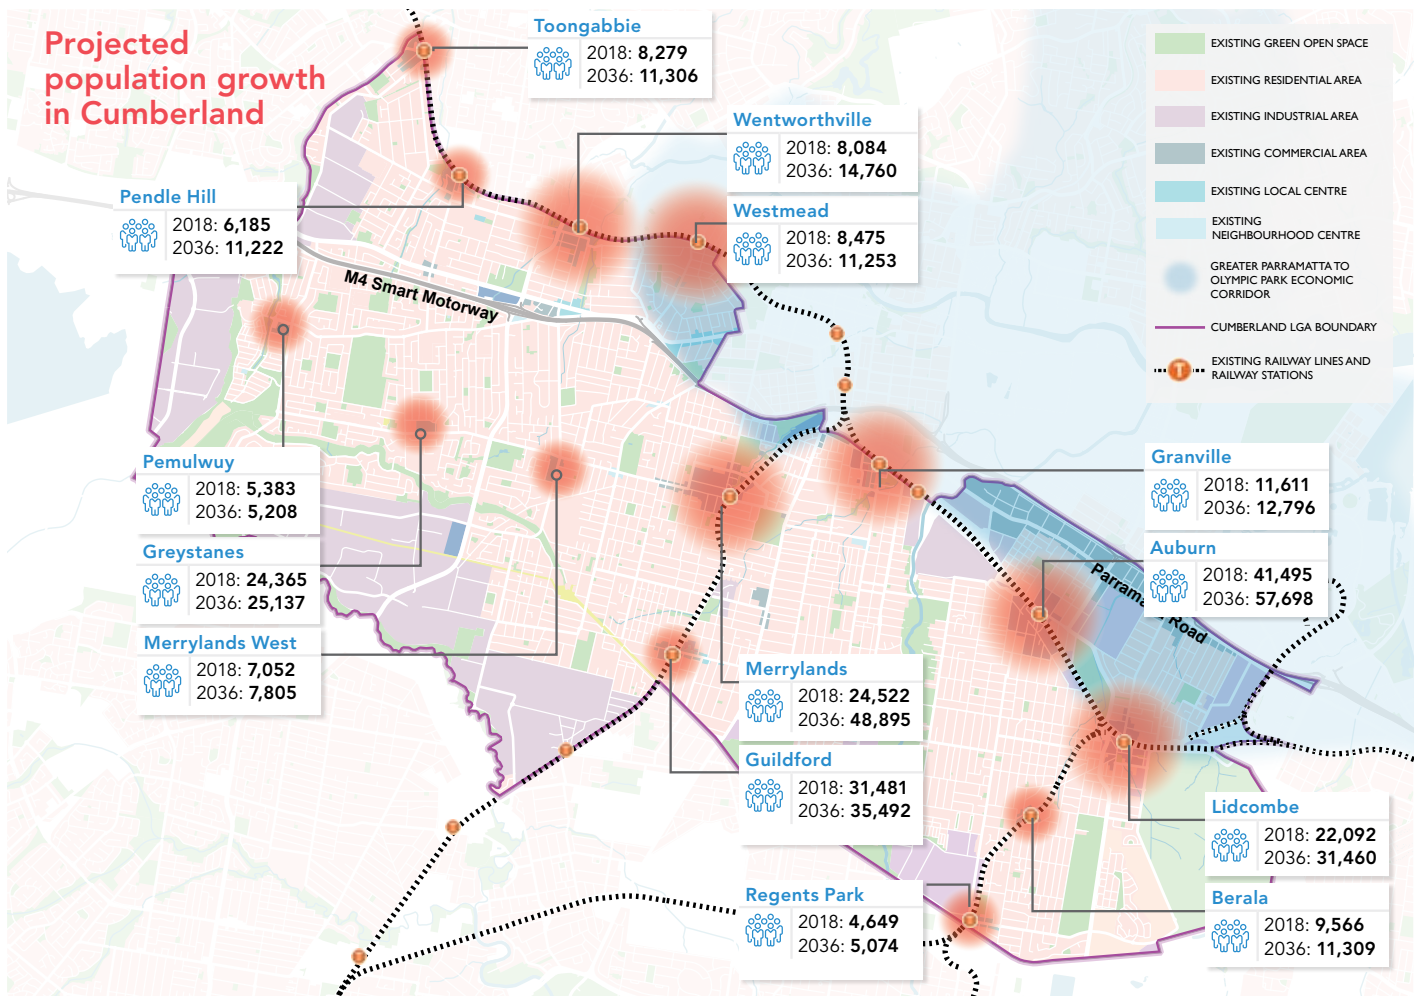 Projected
population growth
in Cumberland
Toongabbie
2018: 8,279
2036: 11,306
Wentworthville
2018: 8,084
2036: 14,760
Westmead
2018: 8,475
2036: 11,253
Pendle Hill
2018: 6,185
2036: 11,222
M4 Smart Motorway
EXISTING GREEN OPEN SPACE
EXISTING RESIDENTIAL AREA
EXISTING INDUSTRIAL AREA
EXISTING COMMERCIAL AREA
EXISTING LOCAL CENTRE
EXISTING
NEIGHBOURHOOD CENTRE
GREATER PARRAMATTA TO
OLYMPIC PARK ECONOMIC
CORRIDOR
CUMBERLAND LGA BOUNDARY
EXISTING RAILWAY LINES AND
RAILWAY STATIONS
Pemulwuy
2018: 5,383
2036: 5,208
Greystanes
2018: 24,365
2036: 25,137
Merrylands West
2018: 7,052
2036: 7,805
Granville
2018: 11,611
2036: 12,796
Auburn
2018: 41,495
2036: 57,698
Road
Merrylands
2018: 24,522
2036: 48,895
Guildford
2018: 31,481
2036: 35,492
Lidcombe
2018: 22,092
2036: 31,460
Regents Park
2018: 4,649
2036: 5,074
Berala
2018: 9,566
2036: 11,309